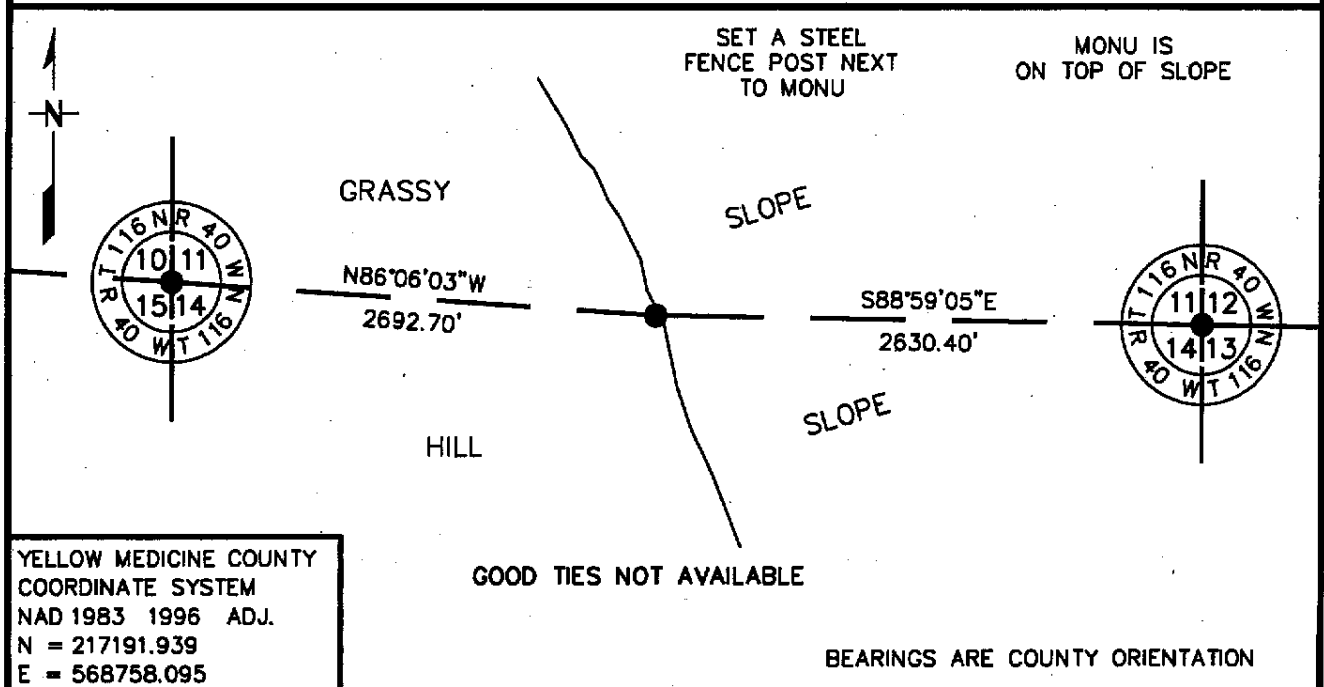 SET A STEEL
FENCE POST NEXT
TO MONU
MONU IS
ON TOP OF SLOPE
N
GRASSY
SLOPE
T 116 N R 40 W
10 11
15 14
R 40 W T 116 N
N86°06'03"W
2692.70'
S88°59'05"E
2630.40'
T 116 N R 40 W
11 12
14 13
R 40 W T 116 N
SLOPE
HILL
YELLOW MEDICINE COUNTY
COORDINATE SYSTEM
NAD 1983 1996 ADJ.
N = 217191.939
E = 568758.095
GOOD TIES NOT AVAILABLE
BEARINGS ARE COUNTY ORIENTATION